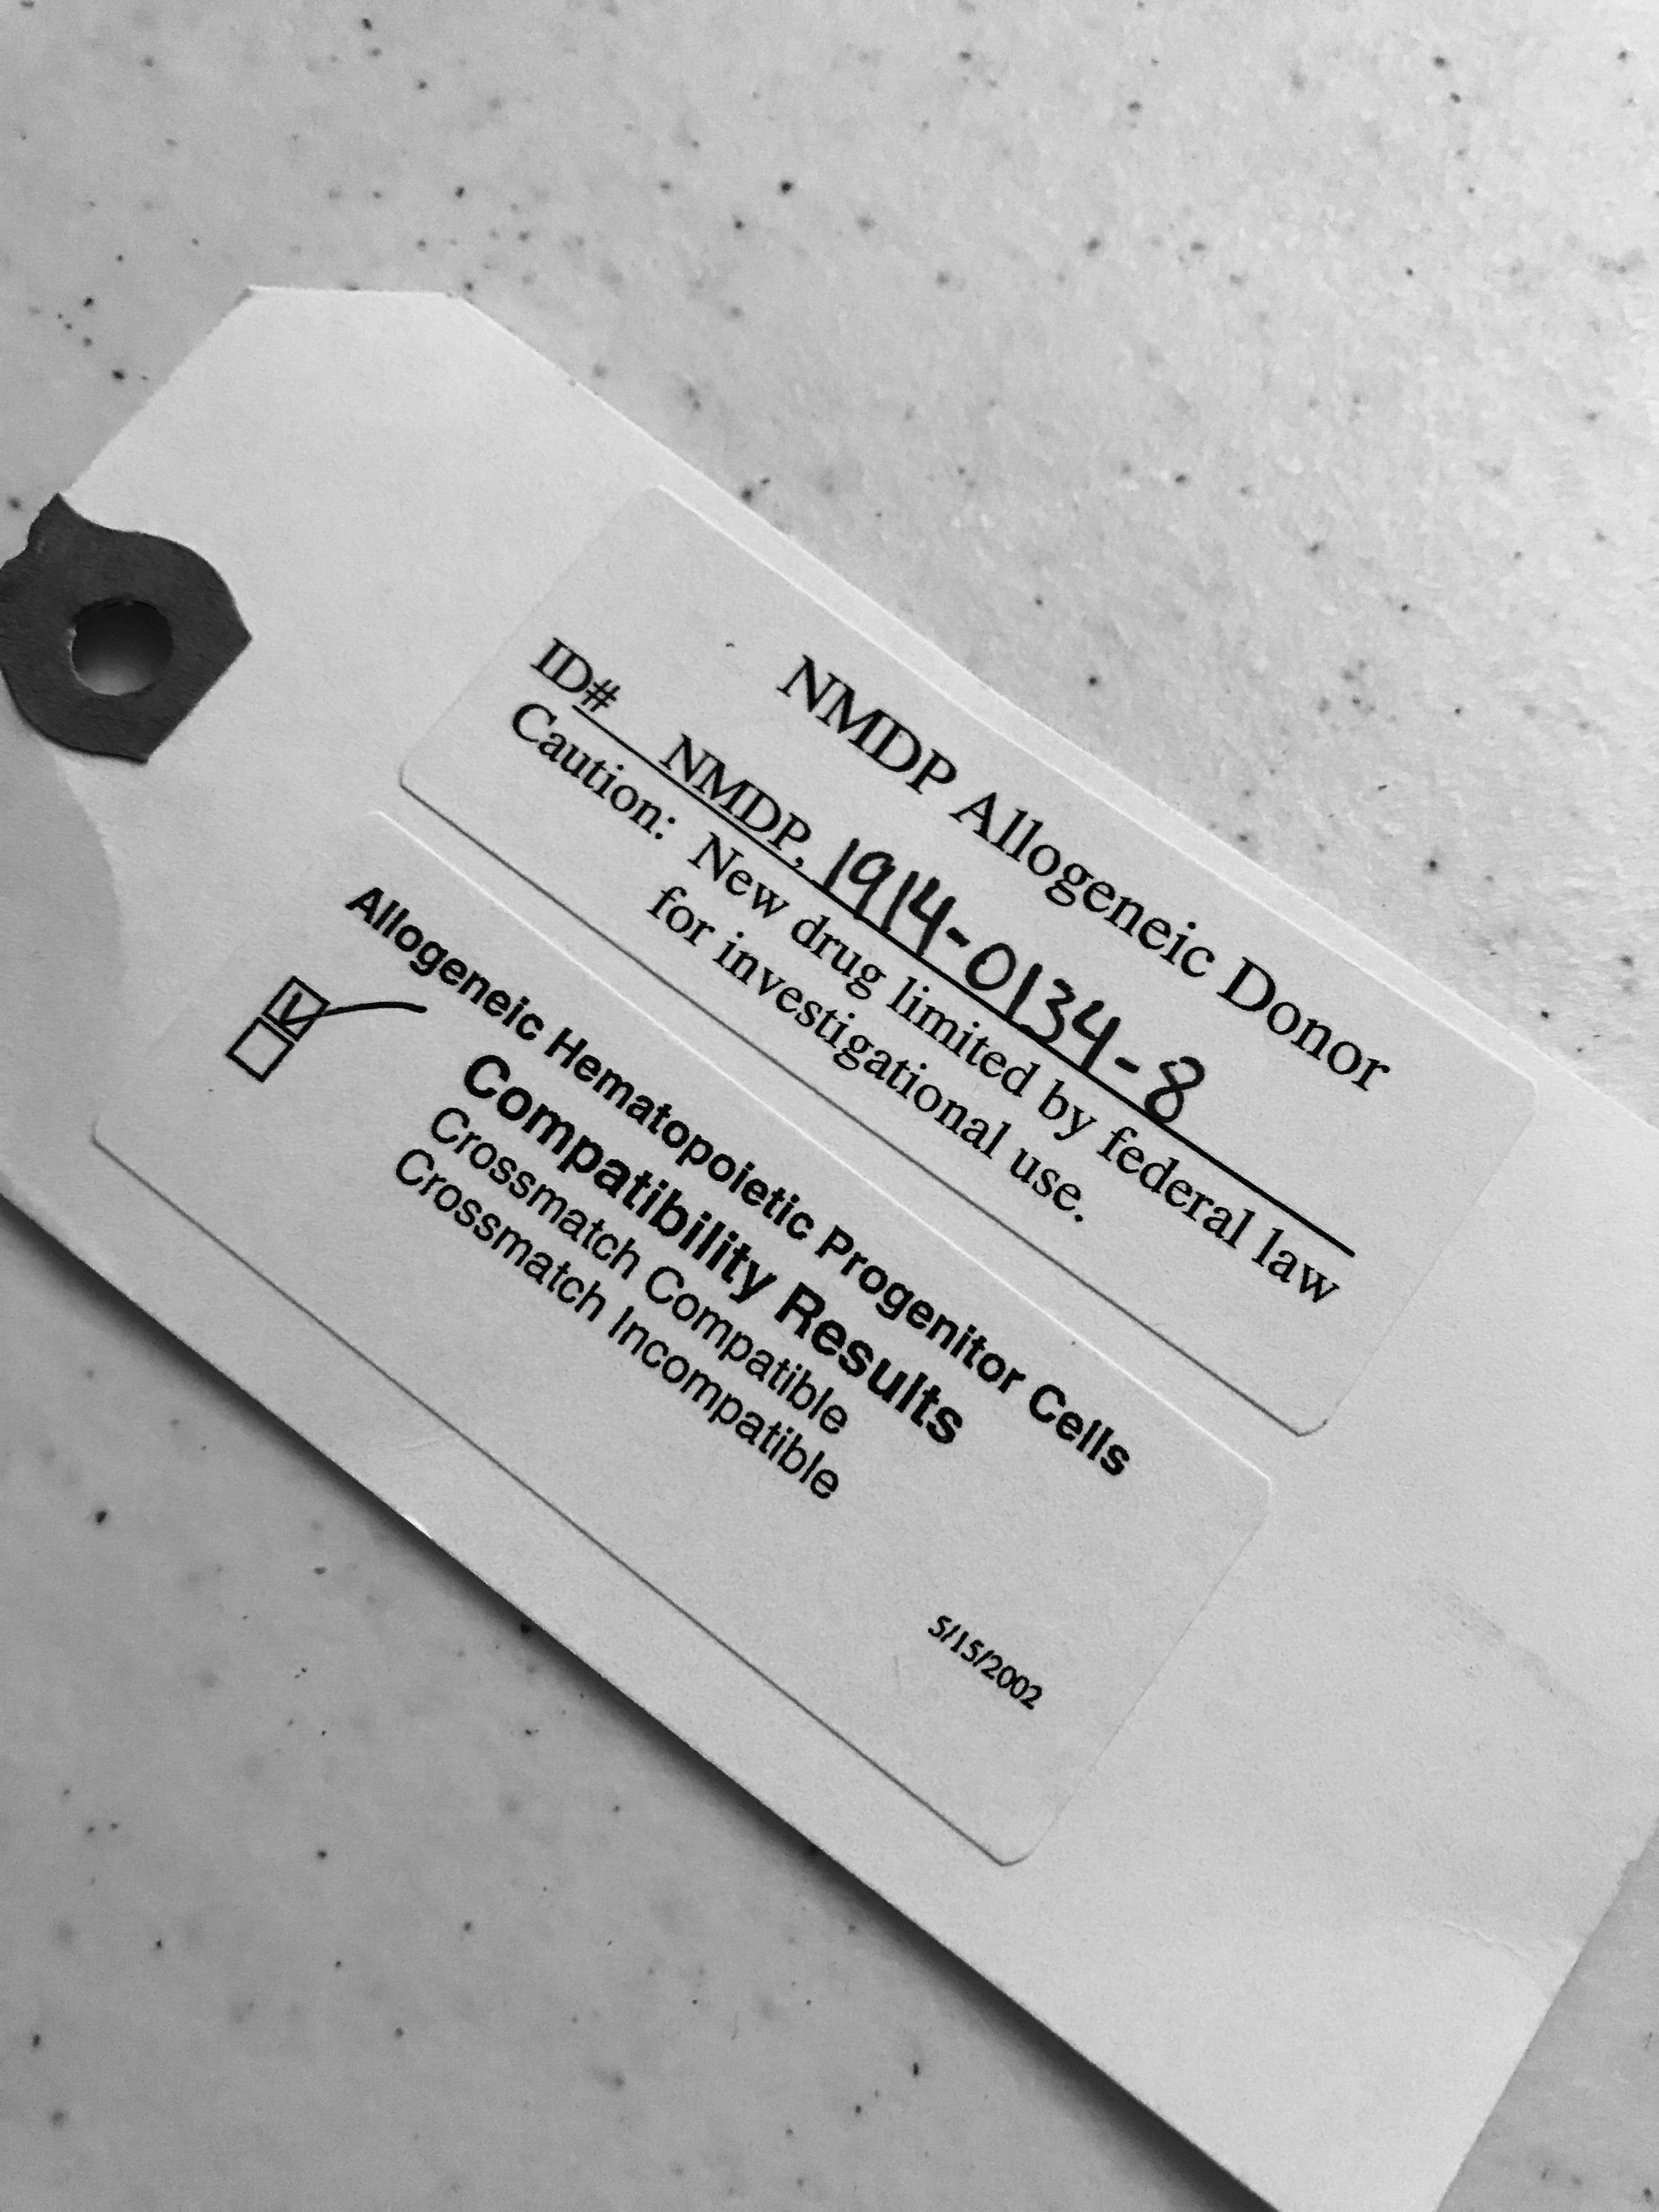 NMDP Allogeneic Donor
ID# NMDP, 1914-0134-8
Caution: New drug limited by federal law
for investigational use.
Allogeneic Hematopoietic Progenitor Cells
Compatibility Results
Crossmatch Compatible
Crossmatch Incompatible
5/15/2002